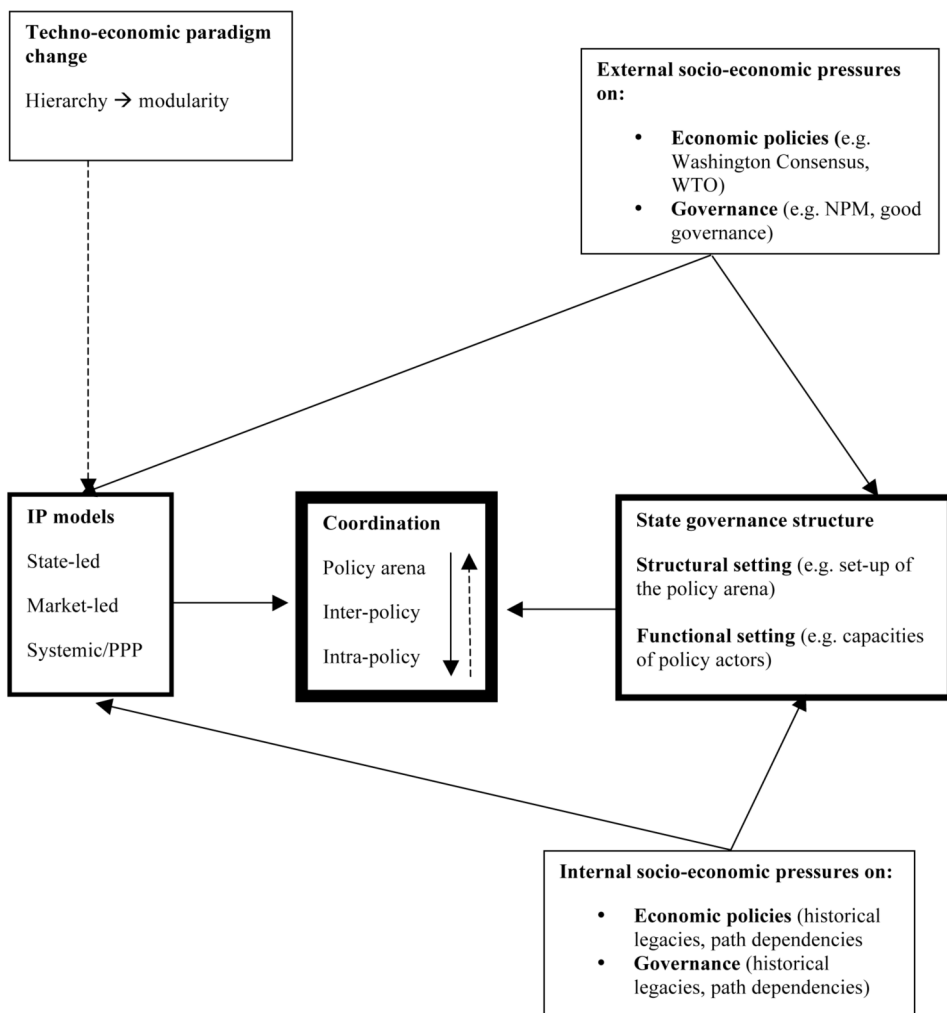 Techno-economic paradigm
change
Hierarchy → modularity
External socio-economic pressures
on:
• Economic policies (e.g.
Washington Consensus,
WTO)
• Governance (e.g. NPM, good
governance)
IP models
State-led
Market-led
Systemic/PPP
Coordination
Policy arena
Inter-policy
Intra-policy
State governance structure
Structural setting (e.g. set-up of
the policy arena)
Functional setting (e.g. capacities
of policy actors)
Internal socio-economic pressures on:
• Economic policies (historical
legacies, path dependencies
• Governance (historical
legacies, path dependencies)